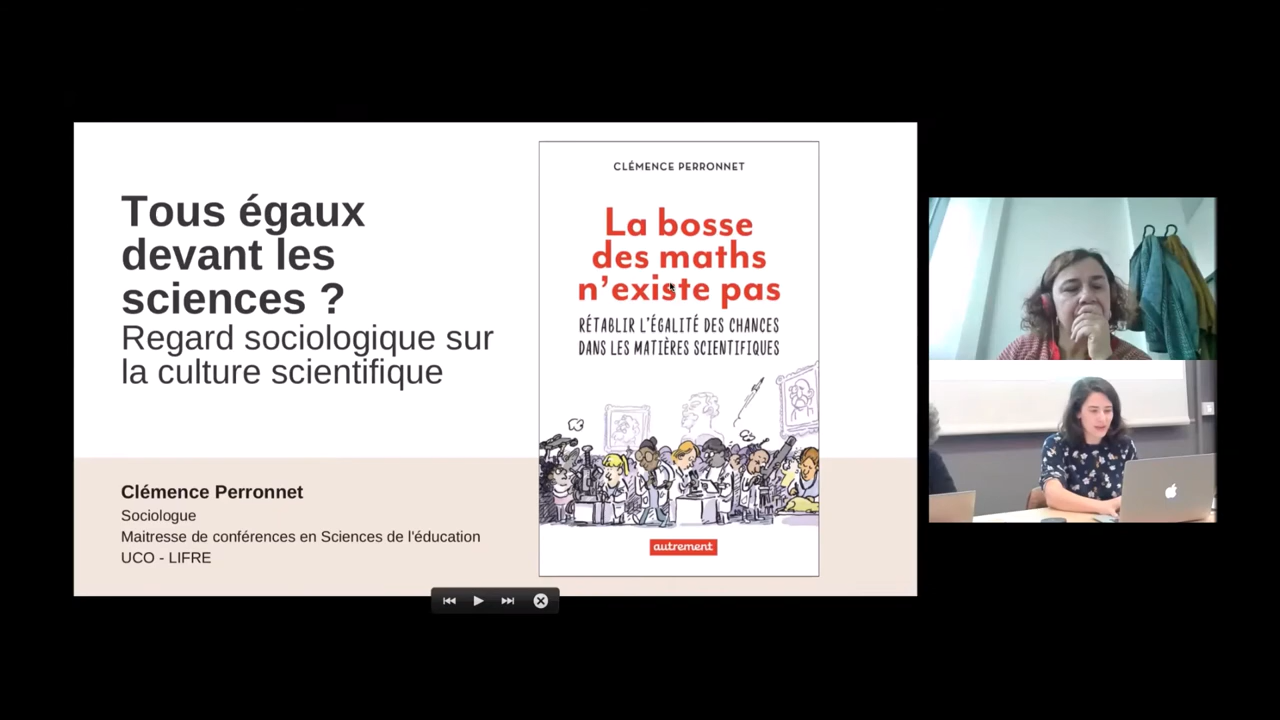 Tous égaux
devant les
sciences ?
Regard sociologique sur
la culture scientifique
Clémence Perronnet
Sociologue
Maitresse de conférences en Sciences de l'éducation
UCO - LIFRE
CLÉMENCE PERRONNET
La bosse
des maths
n'existe pas
RÉTABLIR L'ÉGALITÉ DES CHANCES
DANS LES MATIÈRES SCIENTIFIQUES
autrement